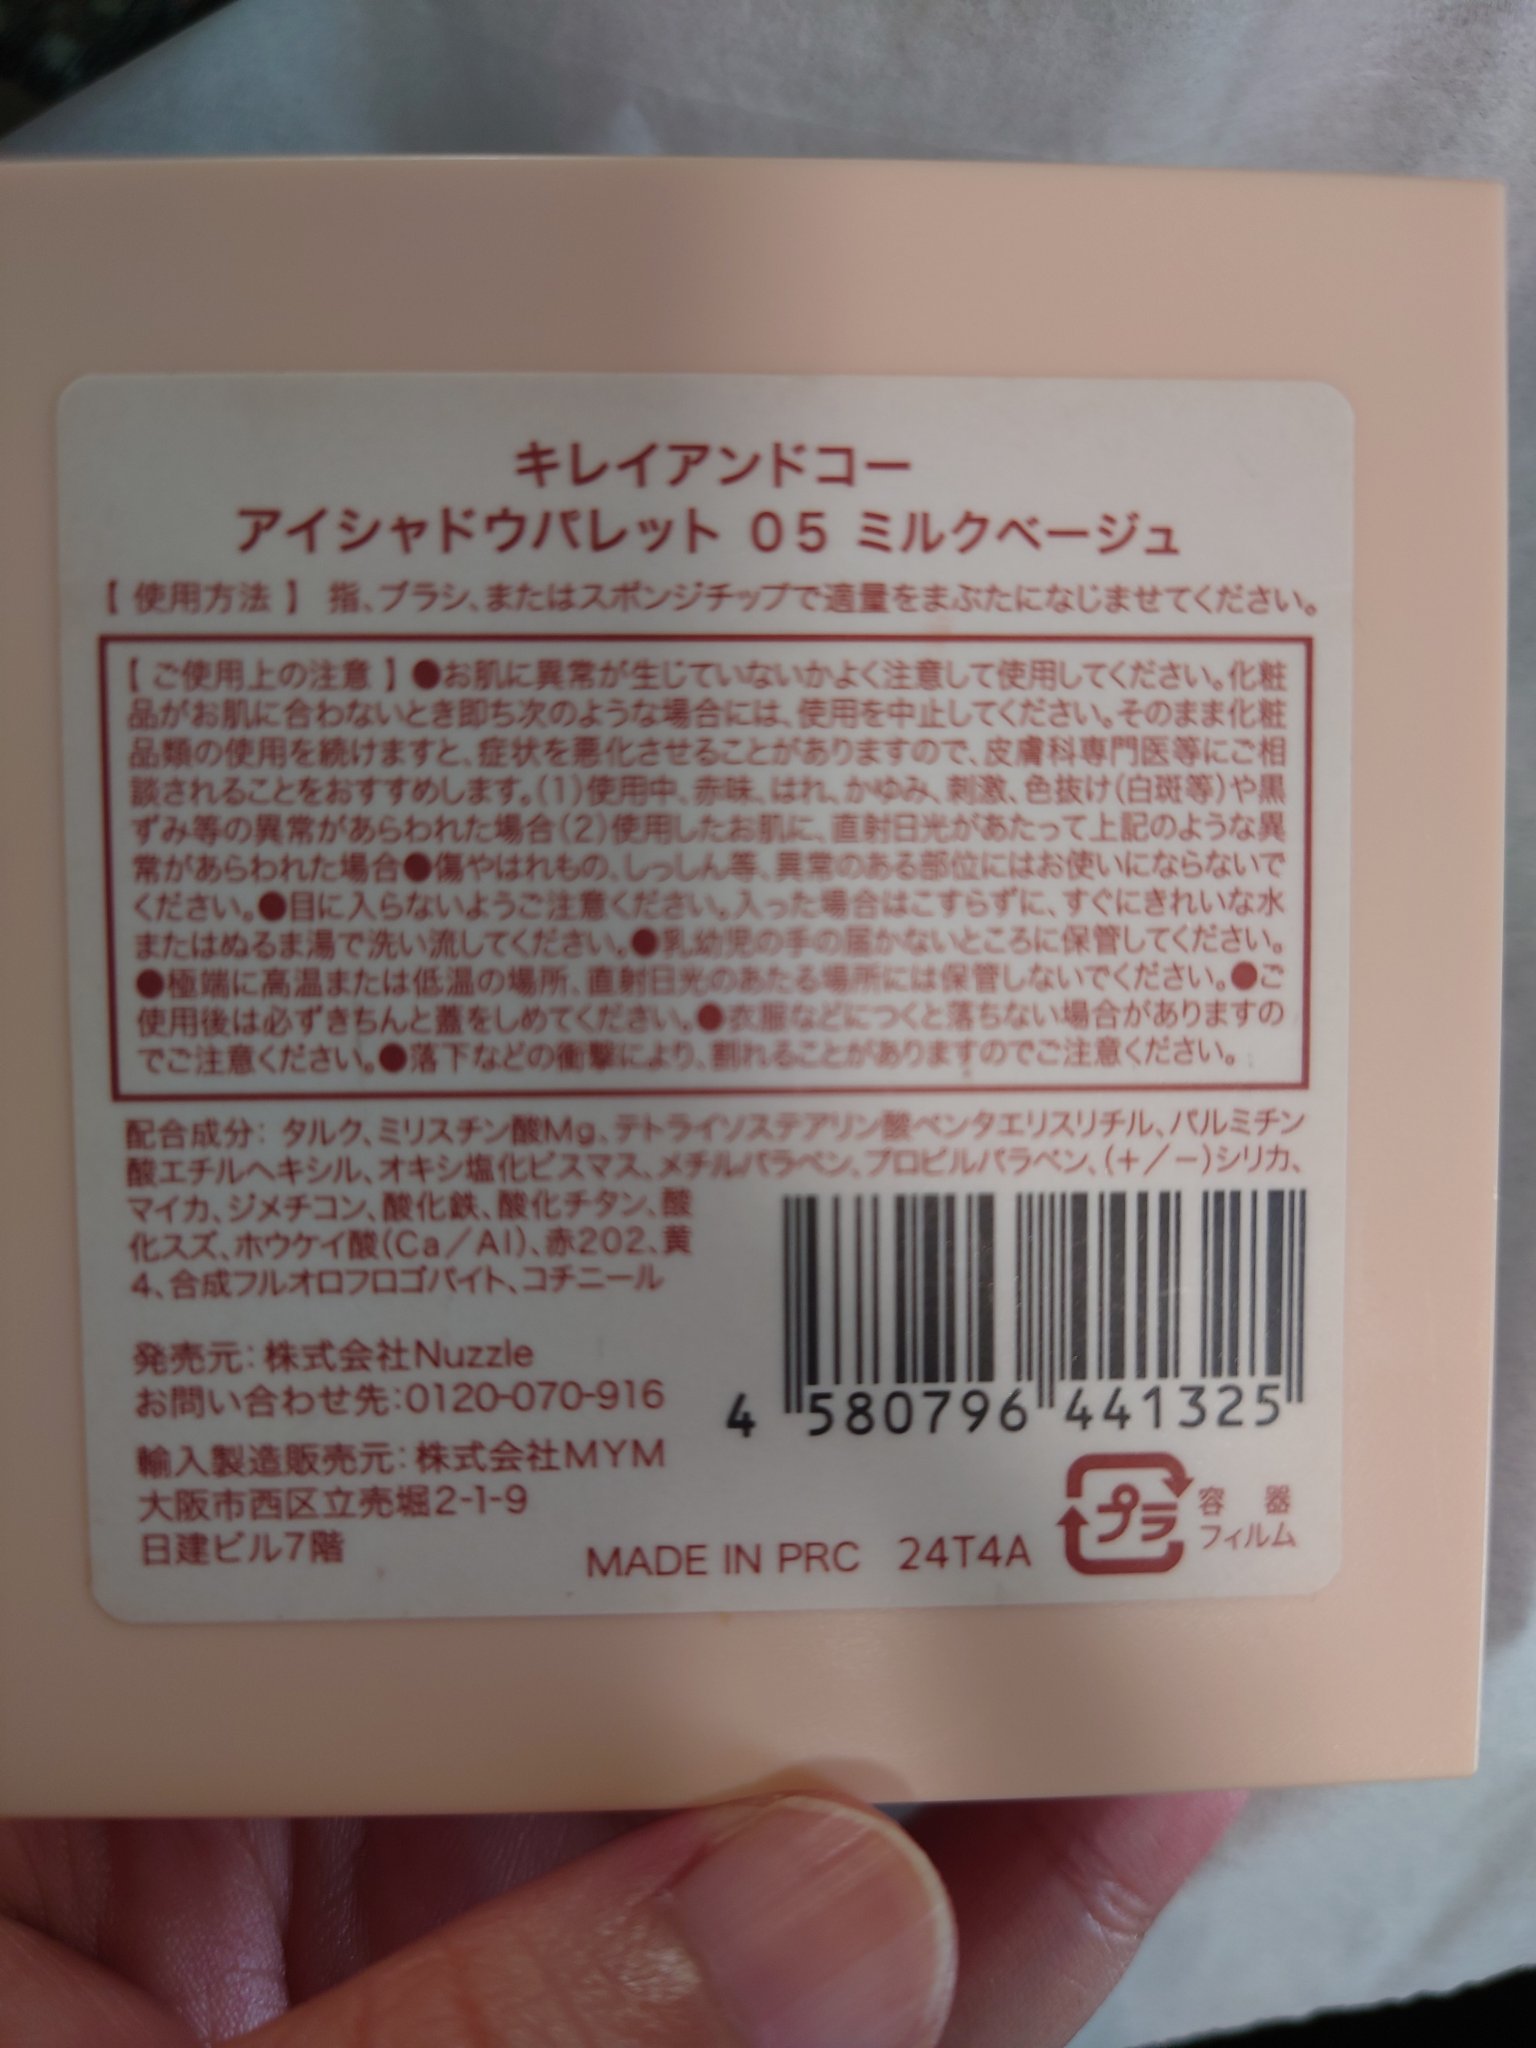 キレイアンドコー
アイシャドウパレット 05 ミルクベージュ
【 使用方法 】 指、ブラシ、またはスポンジチップで適量をまぶたになじませてください。
【 ご使用上の注意 】●お肌に異常が生じていないかよく注意して使用してください。化粧
品がお肌に合わないとき即ち次のような場合には、使用を中止してください。そのまま化粧
品類の使用を続けますと、症状を悪化させることがありますので、皮膚科専門医等にご相
談されることをおすすめします。(1)使用中、赤味、はれ、かゆみ、刺激、色抜け(白斑等)や黒
ずみ等の異常があらわれた場合(2)使用したお肌に、直射日光があたって上記のような異
常があらわれた場合●傷やはれもの、しっしん等、異常のある部位にはお使いにならないで
ください。●目に入らないようご注意ください。入った場合はこすらずに、すぐにきれいな水
またはぬるま湯で洗い流してください。●乳幼児の手の届かないところに保管してください。
●極端に高温または低温の場所、直射日光のあたる場所には保管しないでください。●ご
使用後は必ずきちんと蓋をしめてください。●衣服などにつくと落ちない場合がありますの
でご注意ください。●落下などの衝撃により、割れることがありますのでご注意ください。
配合成分: タルク、ミリスチン酸Mg、テトライソステアリン酸ペンタエリスリチル、パルミチン
酸エチルヘキシル、オキシ塩化ビスマス、メチルパラベン、プロピルパラベン、(+/-)シリカ、
マイカ、ジメチコン、酸化鉄、酸化チタン、酸
化スズ、ホウケイ酸(Ca/Al)、赤202、黄
4、合成フルオロフロゴパイト、コチニール
発売元: 株式会社Nuzzle
お問い合わせ先:0120-070-916
4 580796 441325
輸入製造販売元: 株式会社MYM
大阪市西区立売堀2-1-9
日建ビル7階
MADE IN PRC 24T4A
プラ
容器
フィルム